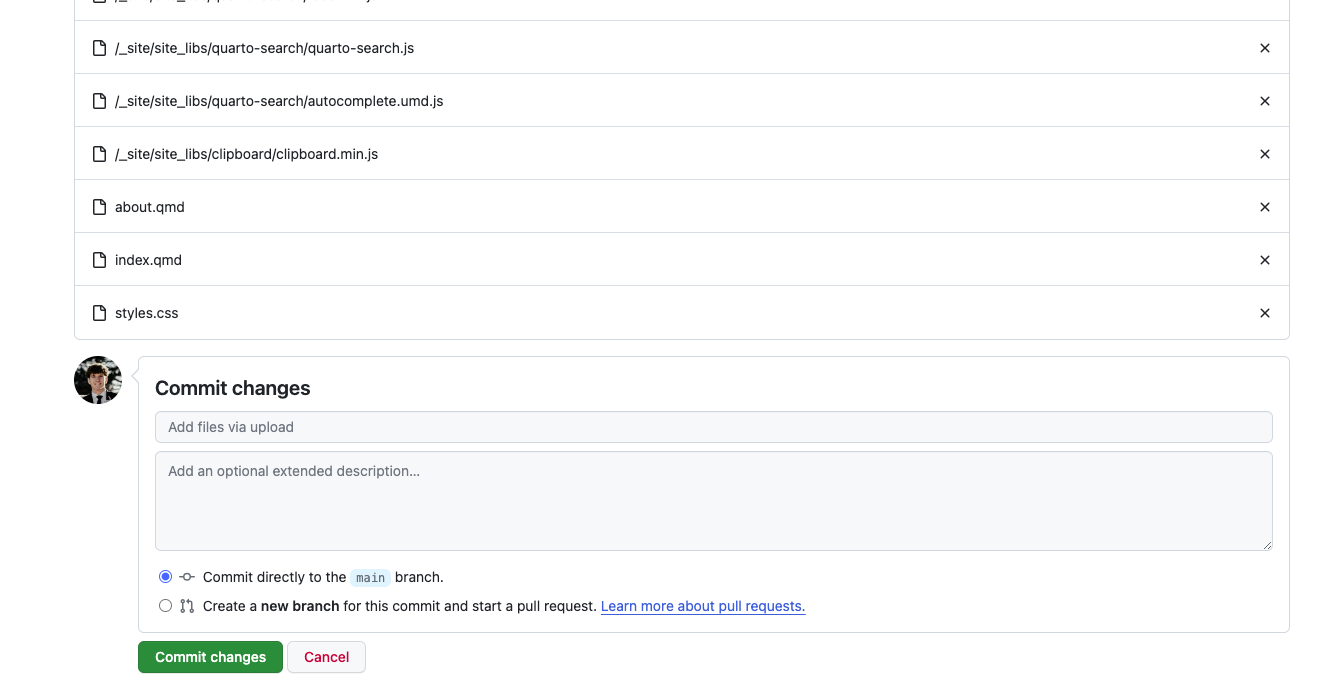 /_site/site_libs/quarto-search/quarto-search.js
/_site/site_libs/quarto-search/autocomplete.umd.js
/_site/site_libs/clipboard/clipboard.min.js
about.qmd
index.qmd
styles.css
Commit changes
Add files via upload
Add an optional extended description…
Commit directly to the main branch.
Create a new branch for this commit and start a pull request. Learn more about pull requests.
Commit changes Cancel